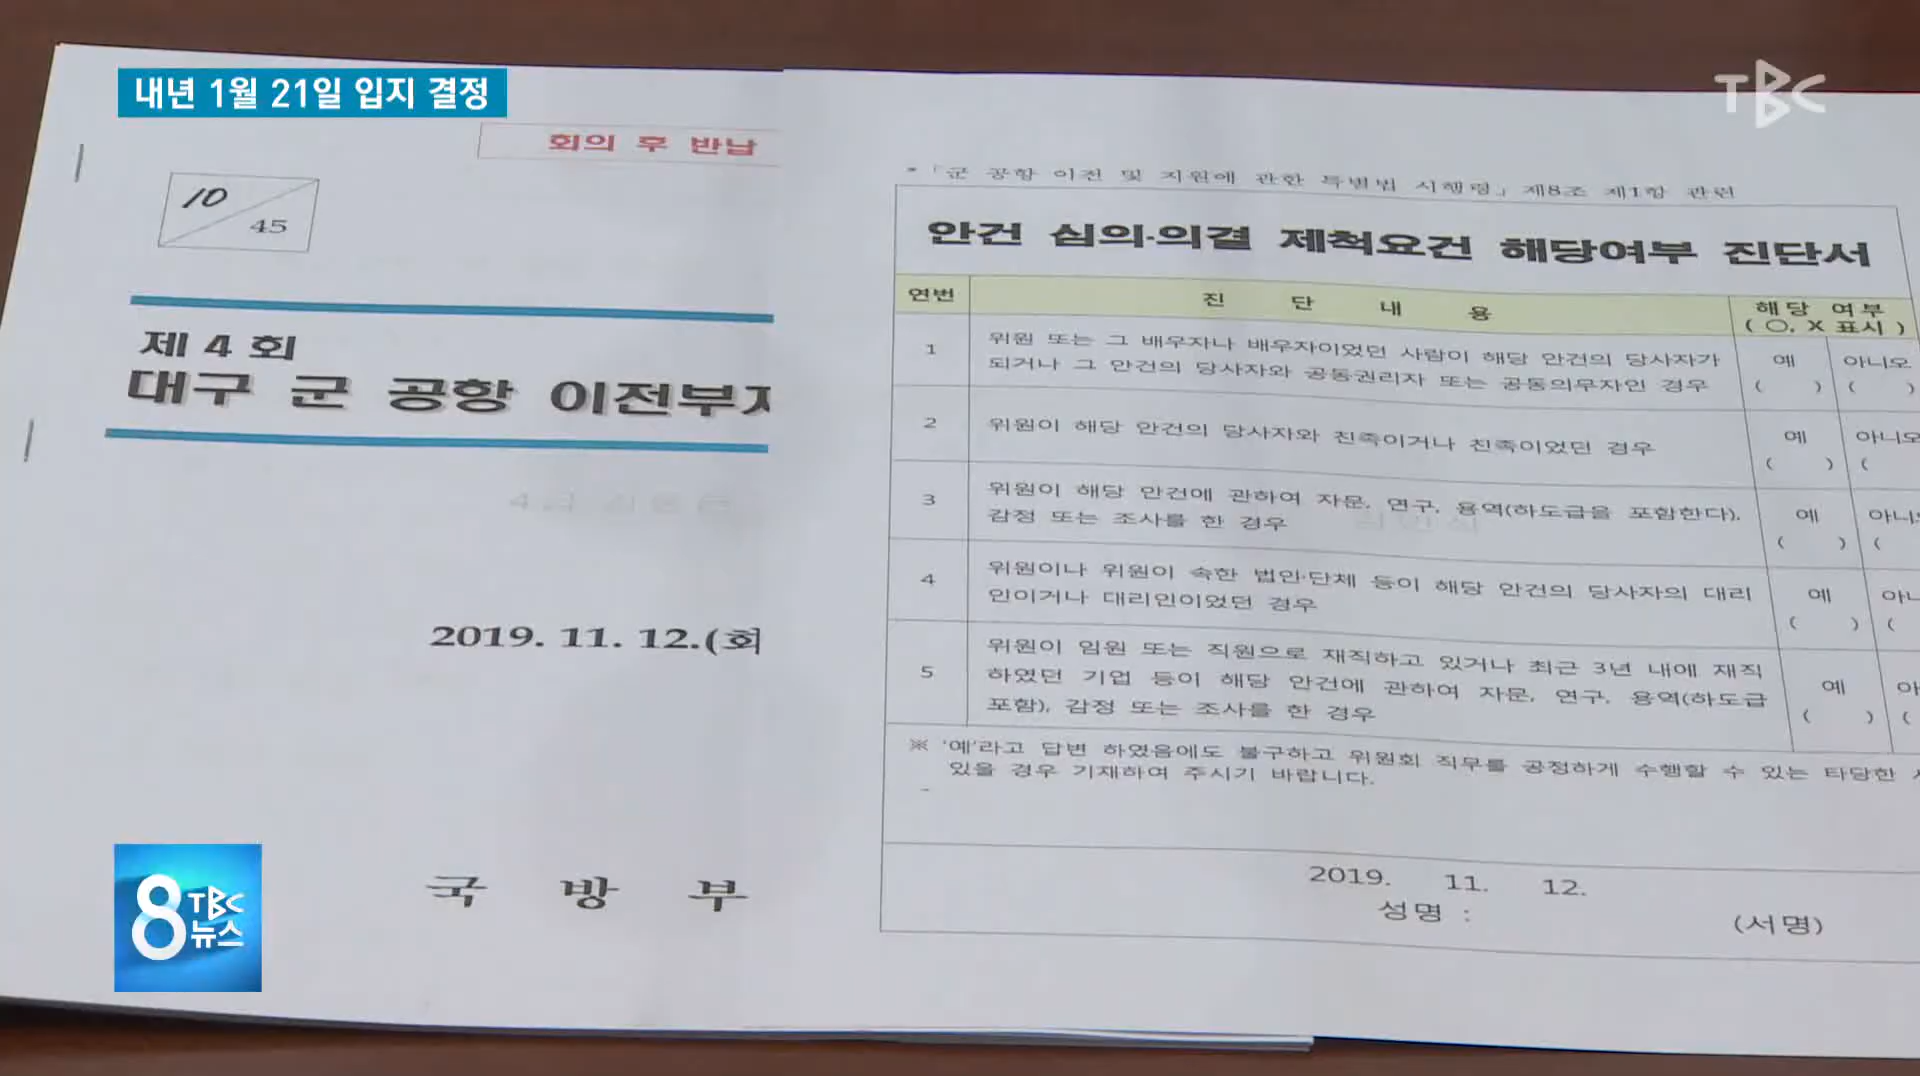 내년 1월 21일 입지 결정
TBC
회의 후 반납
10
45
제 4 회
대구 군 공항 이전부지
2019. 11. 12.(화
국 방 부
*「군 공항 이전 및 지원에 관한 특별법 시행령」 제8조 제1항 관련
안건 심의·의결 제척요건 해당여부 진단서
연번 진 단 내 용 해당 여부
( ○, X 표시 )
1 위원 또는 그 배우자나 배우자이었던 사람이 해당 안건의 당사자가 예 아니오
되거나 그 안건의 당사자와 공동권리자 또는 공동의무자인 경우 ( ) ( )
2 위원이 해당 안건의 당사자와 친족이거나 친족이었던 경우 예 아니오
( ) (
3 위원이 해당 안건에 관하여 자문, 연구, 용역(하도급을 포함한다), 예 아니
감정 또는 조사를 한 경우 ( ) (
4 위원이나 위원이 속한 법인·단체 등이 해당 안건의 당사자의 대리 예 아니
인이거나 대리인이었던 경우 ( ) (
5 위원이 임원 또는 직원으로 재직하고 있거나 최근 3년 내에 재직 예 아
하였던 기업 등이 해당 안건에 관하여 자문, 연구, 용역(하도급 ( ) (
포함), 감정 또는 조사를 한 경우
※ '예'라고 답변 하였음에도 불구하고 위원회 직무를 공정하게 수행할 수 있는 타당한
있을 경우 기재하여 주시기 바랍니다.
-
2019. 11. 12.
성명 : (서명)
8 TBC
뉴스